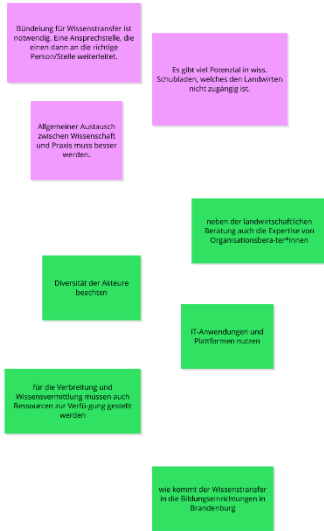 Bündelung für Wissenstransfer ist
notwendig. Eine Ansprechstelle, die
einen dann an die richtige
Person/Stelle weiterleitet.
Es gibt viel Potenzial in wiss.
Schubladen, welches den Landwirten
nicht zugängig ist.
Allgemeiner Austausch
zwischen Wissenschaft
und Praxis muss besser
werden.
neben der landwirtschaftlichen
Beratung auch die Expertise von
Organisationsbera-ter*Innen
Diversität der Akteure
beachten
IT-Anwendungen und
Plattformen nutzen
für die Verbreitung und
Wissensvermittlung müssen auch
Ressourcen zur Verfü-gung gestellt
werden
wie kommt der Wissenstransfer
in die Bildungseinrichtungen in
Brandenburg